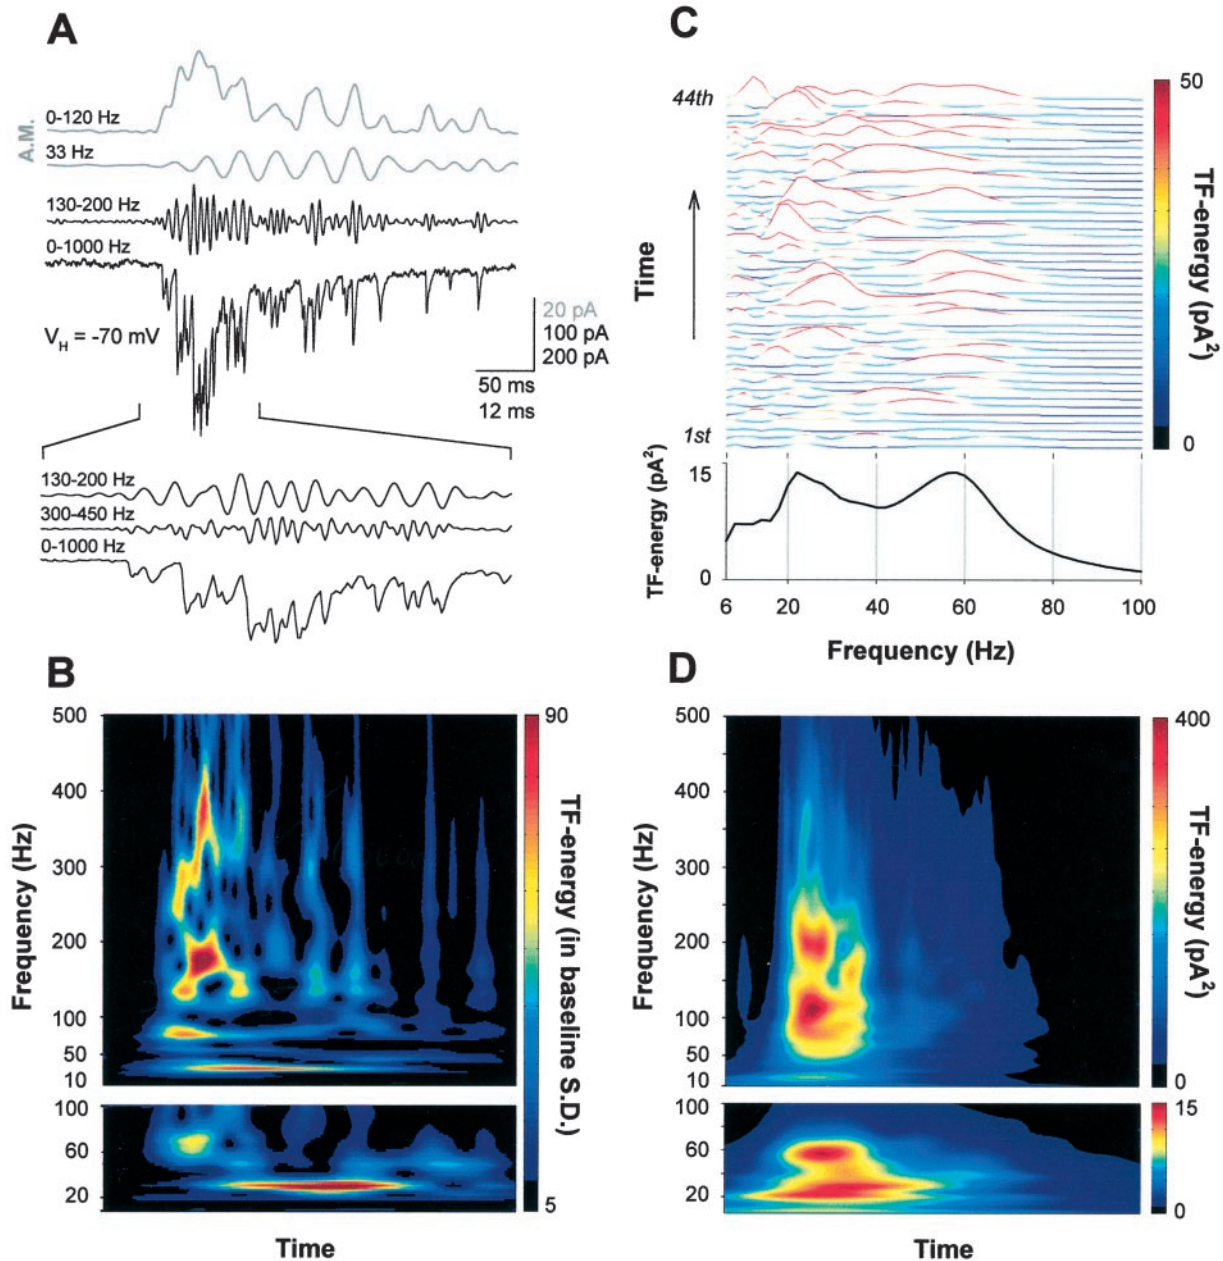 A
0-120 Hz
A.M.
33 Hz
130-200 Hz
0-1000 Hz
V_H = -70 mV
20 pA
100 pA
200 pA
50 ms
12 ms
130-200 Hz
300-450 Hz
0-1000 Hz
B
500
400
300
200
100
50
10
Frequency (Hz)
100
60
20
Time
90
TF-energy (in baseline S.D.)
5
C
44th
Time
1st
50
TF-energy (pA²)
0
TF-energy (pA²)
15
0
6 20 40 60 80 100
Frequency (Hz)
D
500
400
300
200
100
50
10
Frequency (Hz)
100
60
20
Time
400
TF-energy (pA²)
0
15
0